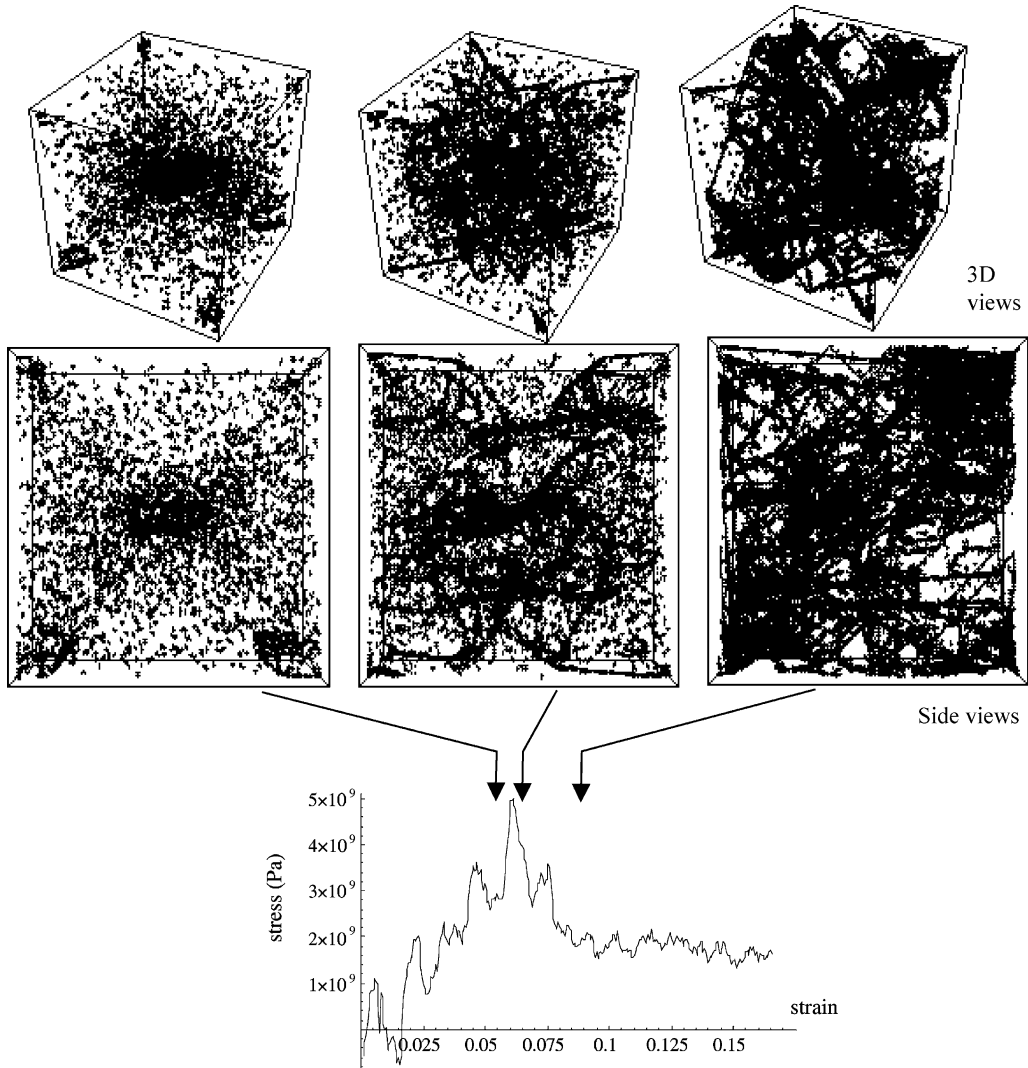 3D
views
Side views
5×10⁹
4×10⁹
3×10⁹
2×10⁹
1×10⁹
stress (Pa)
strain
0.025 0.05 0.075 0.1 0.125 0.15